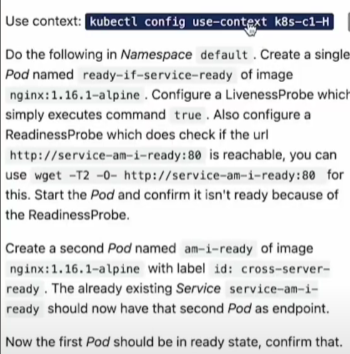 Use context: kubectl config use-context k8s-c1-H
Do the following in Namespace default . Create a single
Pod named ready-if-service-ready of image
nginx:1.16.1-alpine . Configure a LivenessProbe which
simply executes command true . Also configure a
ReadinessProbe which does check if the url
http://service-am-i-ready:80 is reachable, you can
use wget -T2 -O- http://service-am-i-ready:80 for
this. Start the Pod and confirm it isn't ready because of
the ReadinessProbe.
Create a second Pod named am-i-ready of image
nginx:1.16.1-alpine with label id: cross-server-
ready . The already existing Service service-am-i-
ready should now have that second Pod as endpoint.
Now the first Pod should be in ready state, confirm that.